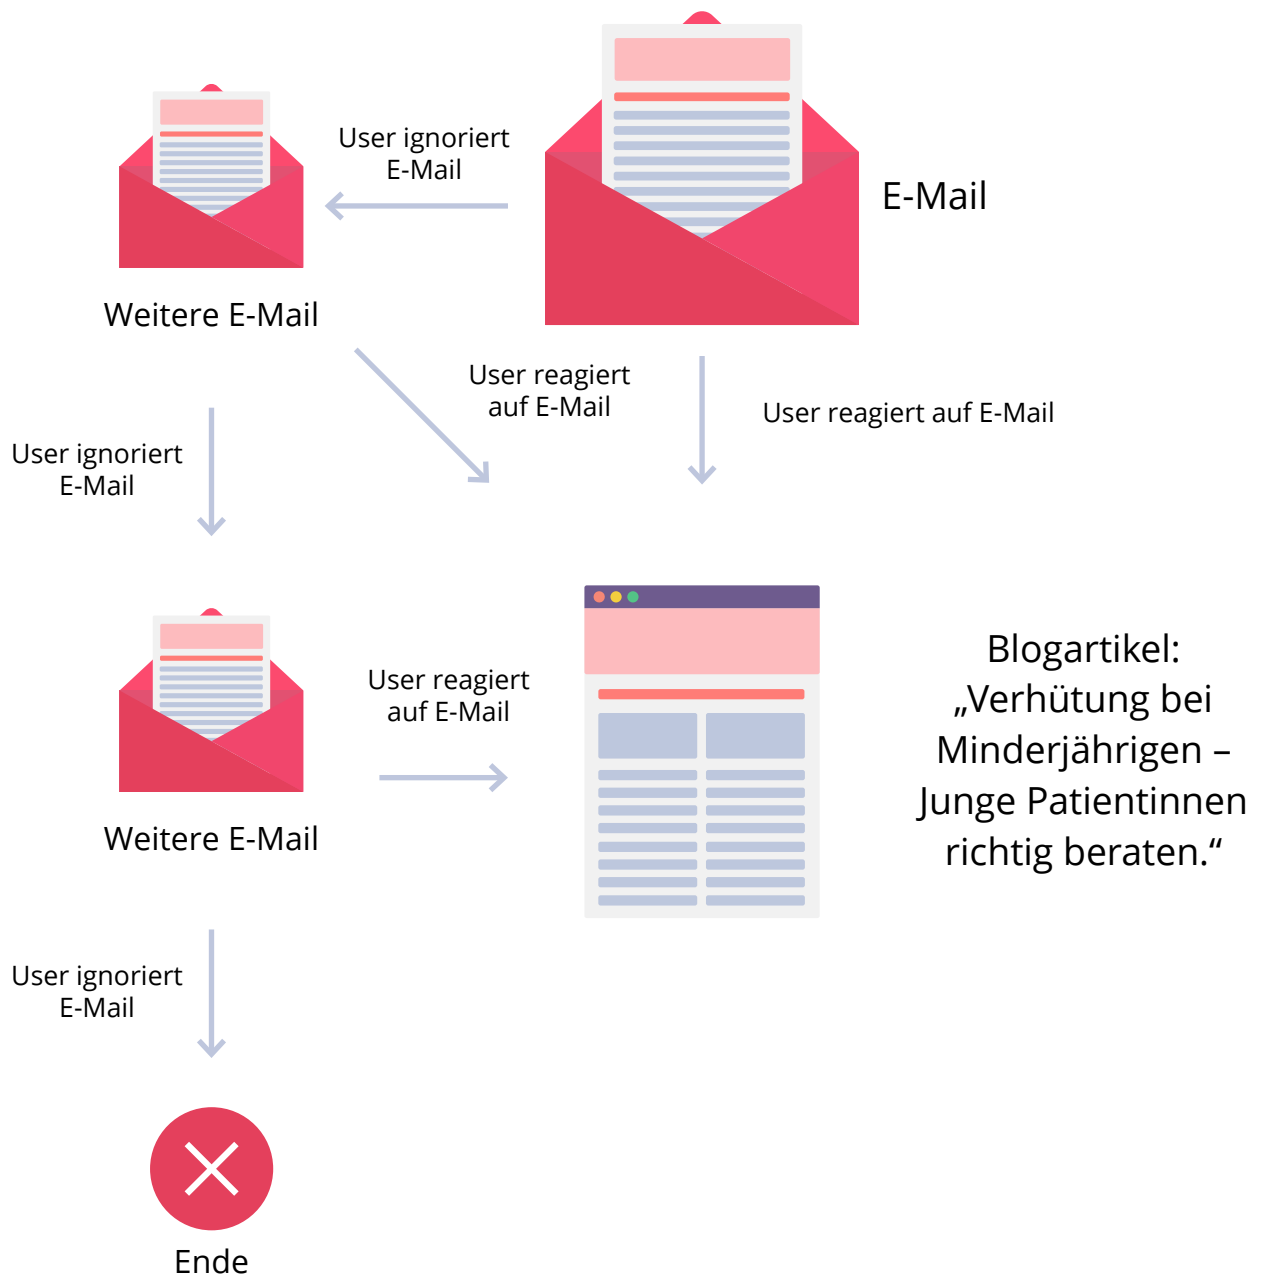 User ignoriert
E-Mail
E-Mail
Weitere E-Mail
User reagiert
auf E-Mail
User reagiert auf E-Mail
User ignoriert
E-Mail
User reagiert
auf E-Mail
Weitere E-Mail
Blogartikel:
„Verhütung bei
Minderjährigen –
Junge Patientinnen
richtig beraten.“
User ignoriert
E-Mail
Ende